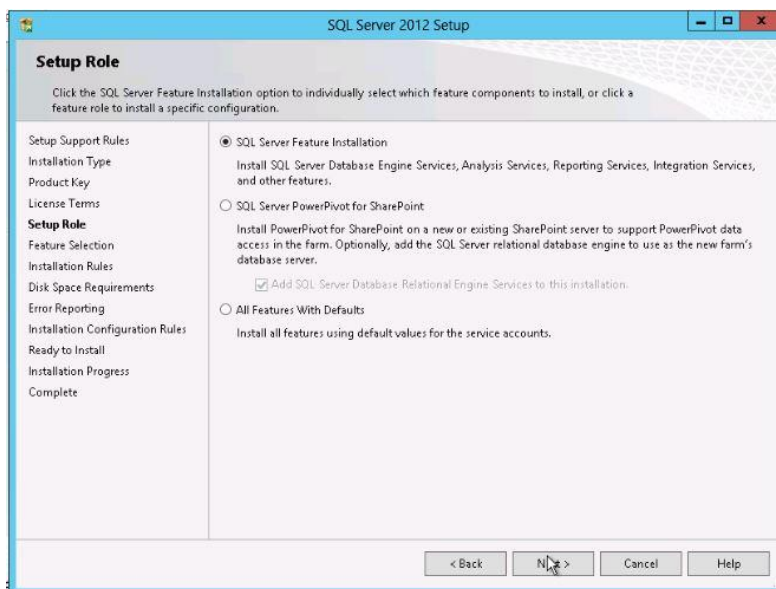 SQL Server 2012 Setup
Setup Role
Click the SQL Server Feature Installation option to individually select which feature components to install, or click a
feature role to install a specific configuration.
Setup Support Rules
Installation Type
Product Key
License Terms
Setup Role
Feature Selection
Installation Rules
Disk Space Requirements
Error Reporting
Installation Configuration Rules
Ready to Install
Installation Progress
Complete
SQL Server Feature Installation
Install SQL Server Database Engine Services, Analysis Services, Reporting Services, Integration Services,
and other features.
SQL Server PowerPivot for SharePoint
Install PowerPivot for SharePoint on a new or existing SharePoint server to support PowerPivot data
access in the farm. Optionally, add the SQL Server relational database engine to use as the new farm's
database server.
Add SQL Server Database Relational Engine Services to this installation.
All Features With Defaults
Install all features using default values for the service accounts.
< Back
Next >
Cancel
Help